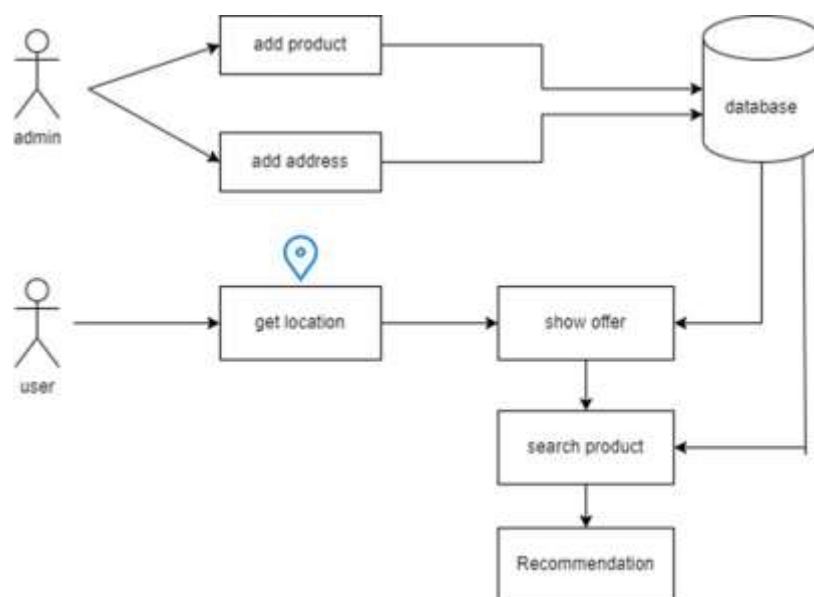 add product
admin
database
add address
get location
show offer
user
search product
Recommendation